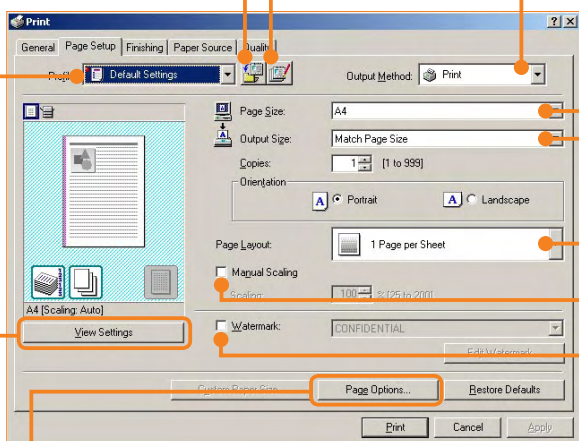 Print
General Page Setup Finishing Paper Source Quality
Profile: Default Settings Output Method: Print
Page Size: A4
Output Size: Match Page Size
Copies: 1 [1 to 999]
Orientation
A Portrait A Landscape
Page Layout: 1 Page per Sheet
Manual Scaling
Scaling: 100 % [25 to 200]
A4 [Scaling: Auto]
View Settings
Watermark: CONFIDENTIAL
Edit Watermark...
Custom Paper Size... Page Options... Restore Defaults
Print Cancel Apply